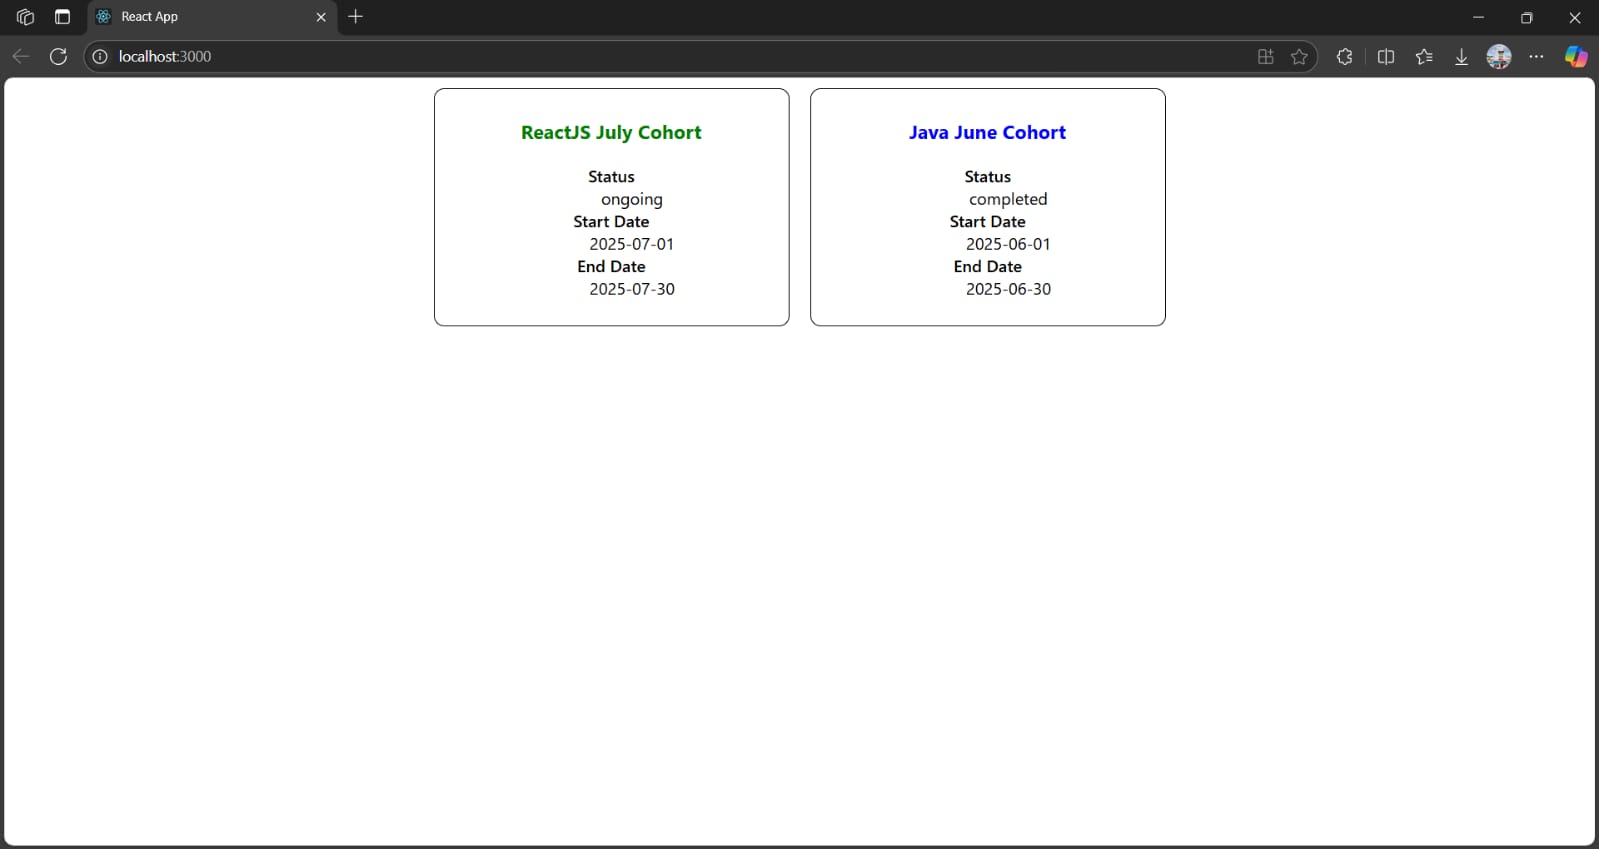 React App
localhost:3000
ReactJS July Cohort
Status
ongoing
Start Date
2025-07-01
End Date
2025-07-30
Java June Cohort
Status
completed
Start Date
2025-06-01
End Date
2025-06-30